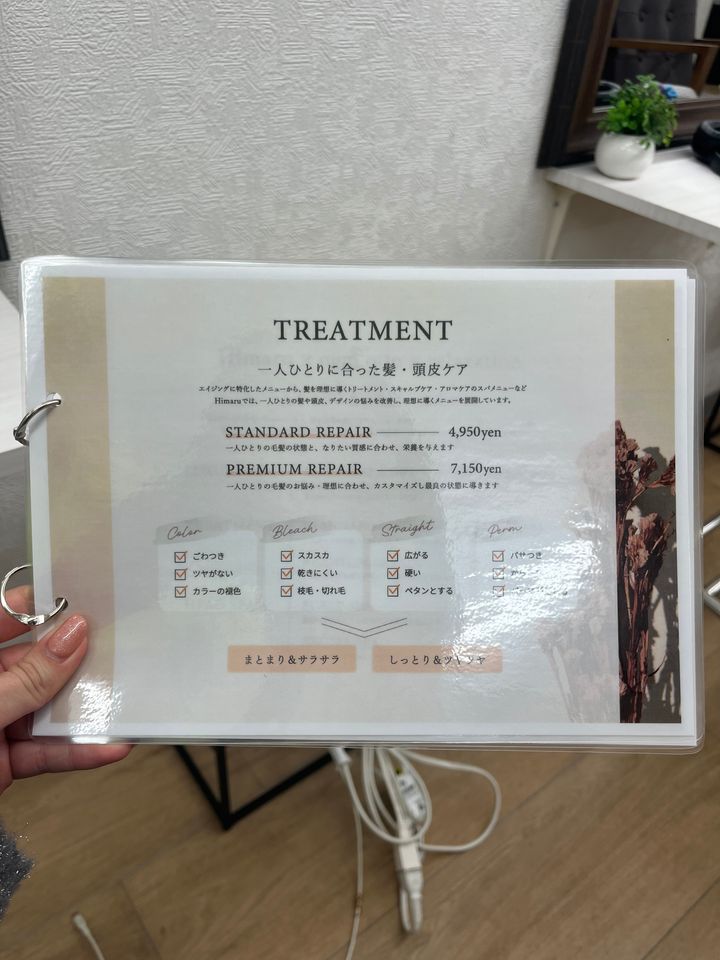 TREATMENT
一人ひとりに合った髪・頭皮ケア
エイジングに特化したメニューから、髪を理想に導くトリートメント・スキャルプケア・アロマケアのスパメニューなど
Himaruでは、一人ひとりの髪や頭皮、デザインの悩みを改善し、理想に導くメニューを展開しています。
STANDARD REPAIR 4,950yen
一人ひとりの毛髪の状態と、なりたい質感に合わせ、栄養を与えます
PREMIUM REPAIR 7,150yen
一人ひとりの毛髪のお悩み・理想に合わせ、カスタマイズし最良の状態に導きます
Color Bleach Straight Perm
ごわつき スカスカ 広がる パサつき
ツヤがない 乾きにくい 硬い
カラーの褪色 枝毛・切れ毛 ペタンとする
まとまり&サラサラ しっとり&ツヤツヤ